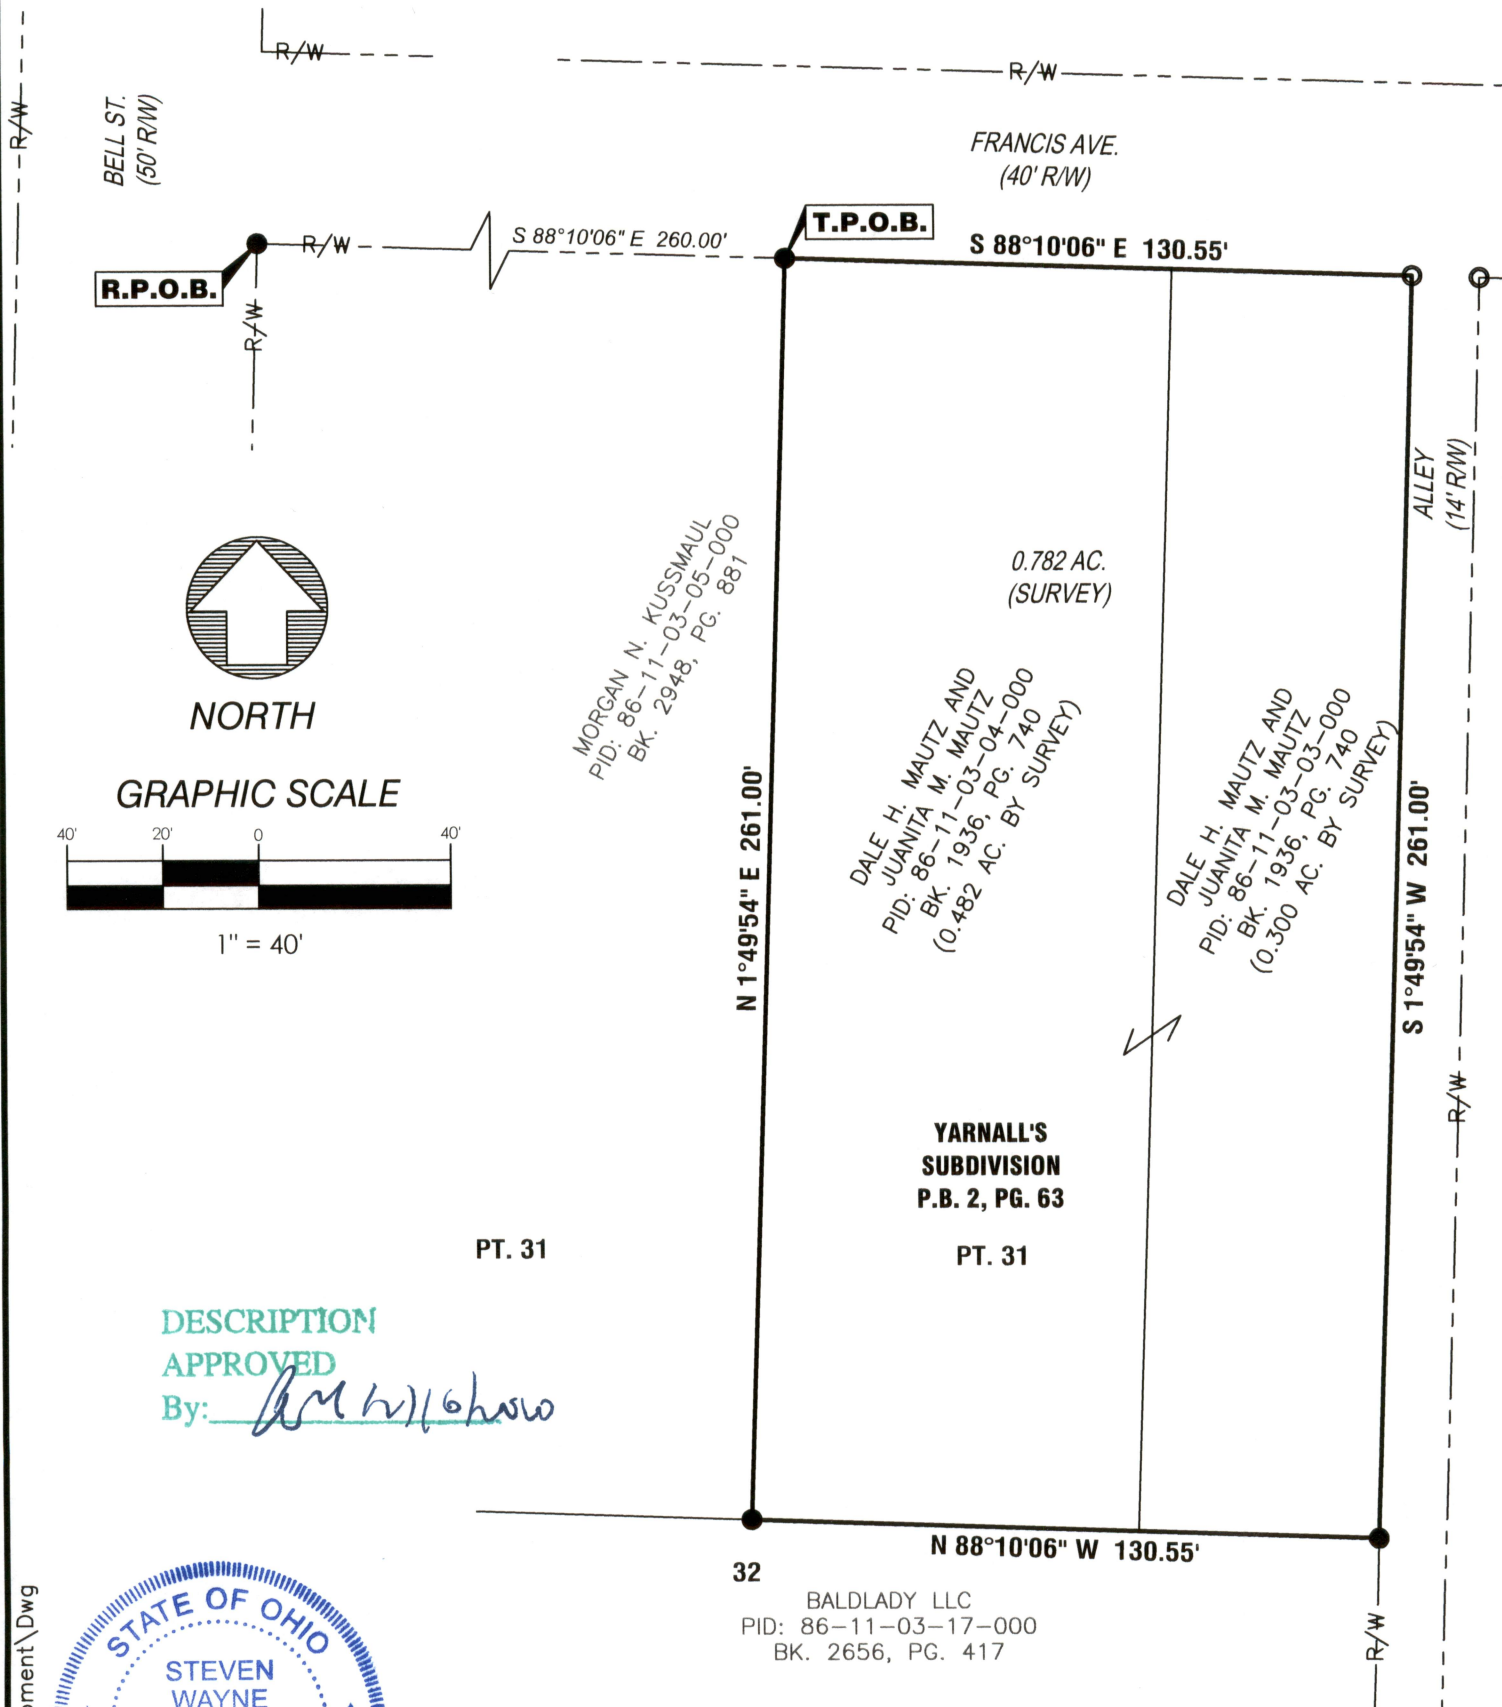 R/W
R/W
R/W
BELL ST.
(50' R/W)
FRANCIS AVE.
(40' R/W)
R/W
S 88°10'06" E 260.00'
T.P.O.B.
S 88°10'06" E 130.55'
R.P.O.B.
R/W
ALLEY
(14' R/W)
MORGAN N. KUSSMAUL
PID: 86-11-03-05-000
BK. 2948, PG. 881
0.782 AC.
(SURVEY)
NORTH
GRAPHIC SCALE
40' 20' 0 40'
1" = 40'
DALE H. MAUTZ AND
JUANITA M. MAUTZ
PID: 86-11-03-04-000
BK. 1936, PG. 740
(0.482 AC. BY SURVEY)
DALE H. MAUTZ AND
JUANITA M. MAUTZ
PID: 86-11-03-03-000
BK. 1936, PG. 740
(0.300 AC. BY SURVEY)
N 1°49'54" E 261.00'
S 1°49'54" W 261.00'
R/W
YARNALL'S
SUBDIVISION
P.B. 2, PG. 63
PT. 31
PT. 31
DESCRIPTION
APPROVED
By:
N 88°10'06" W 130.55'
32
BALDLADY LLC
PID: 86-11-03-17-000
BK. 2656, PG. 417
R/W
STATE OF OHIO
STEVEN
WAYNE
ment\Dwg